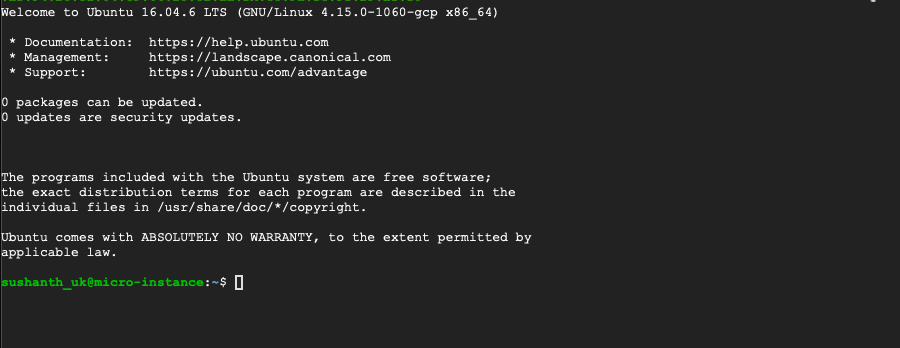 Welcome to Ubuntu 16.04.6 LTS (GNU/Linux 4.15.0-1060-gcp x86_64)
* Documentation:  https://help.ubuntu.com
* Management:     https://landscape.canonical.com
* Support:        https://ubuntu.com/advantage
0 packages can be updated.
0 updates are security updates.
The programs included with the Ubuntu system are free software;
the exact distribution terms for each program are described in the
individual files in /usr/share/doc/*/copyright.
Ubuntu comes with ABSOLUTELY NO WARRANTY, to the extent permitted by
applicable law.
sushanth_uk@micro-instance:~$